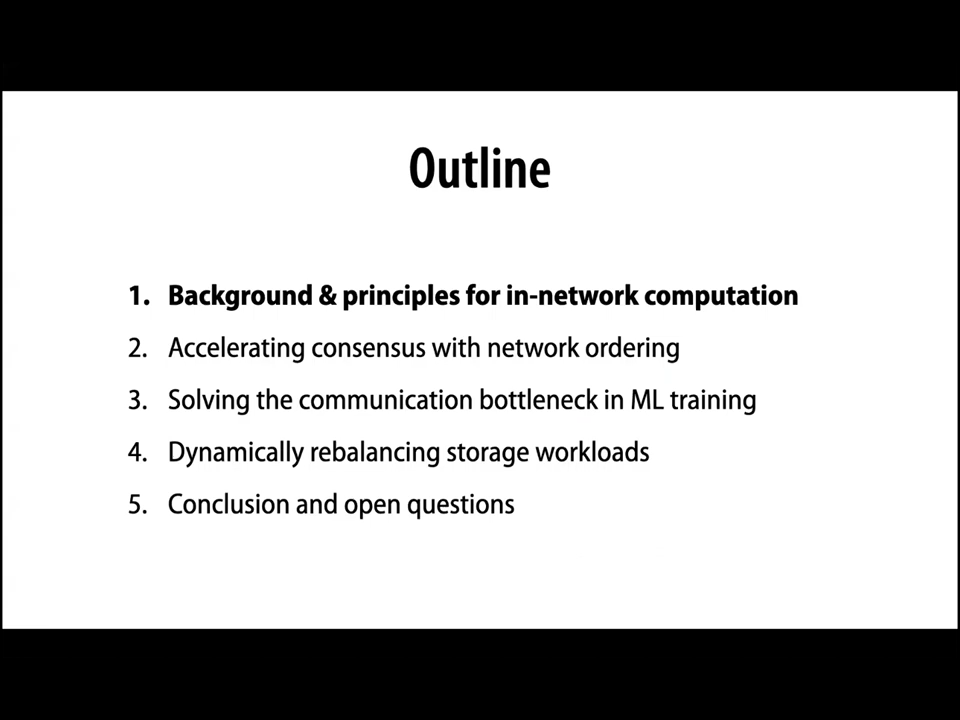 Outline
1. Background & principles for in-network computation
2. Accelerating consensus with network ordering
3. Solving the communication bottleneck in ML training
4. Dynamically rebalancing storage workloads
5. Conclusion and open questions